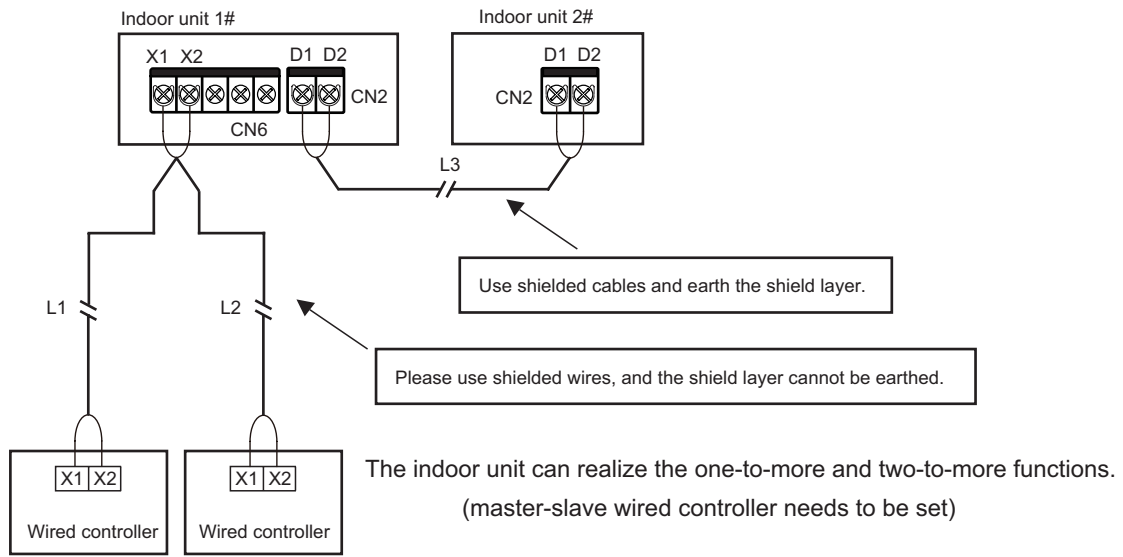 Indoor unit 1#
Indoor unit 2#
X1 X2
D1 D2
D1 D2
CN2
CN2
CN6
L3
Use shielded cables and earth the shield layer.
L1
L2
Please use shielded wires, and the shield layer cannot be earthed.
X1 X2
X1 X2
The indoor unit can realize the one-to-more and two-to-more functions.
(master-slave wired controller needs to be set)
Wired controller
Wired controller